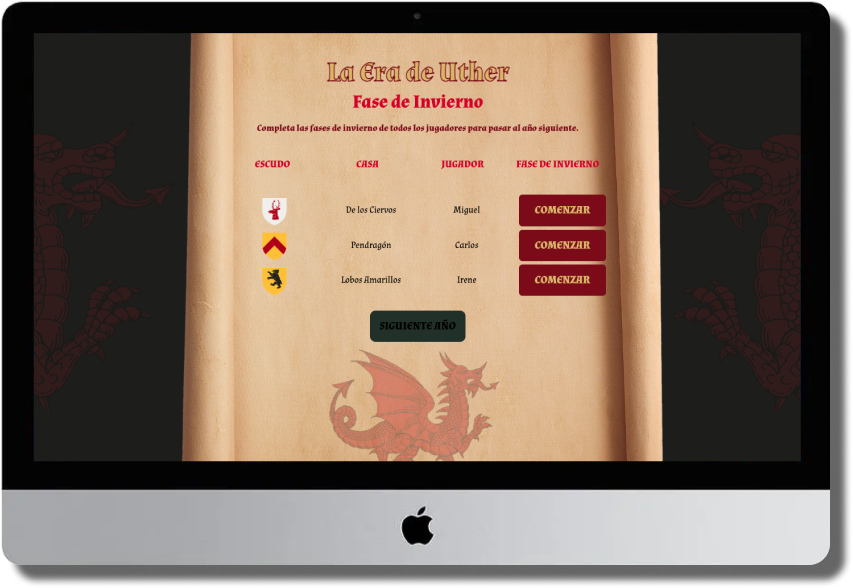 La Era de Uther
Fase de Invierno
Completa las fases de invierno de todos los jugadores para pasar al año siguiente.
ESCUDO CASA JUGADOR FASE DE INVIERNO
De los Ciervos Miguel COMENZAR
Pendragón Carlos COMENZAR
Lobos Amarillos Irene COMENZAR
SIGUIENTE AÑO